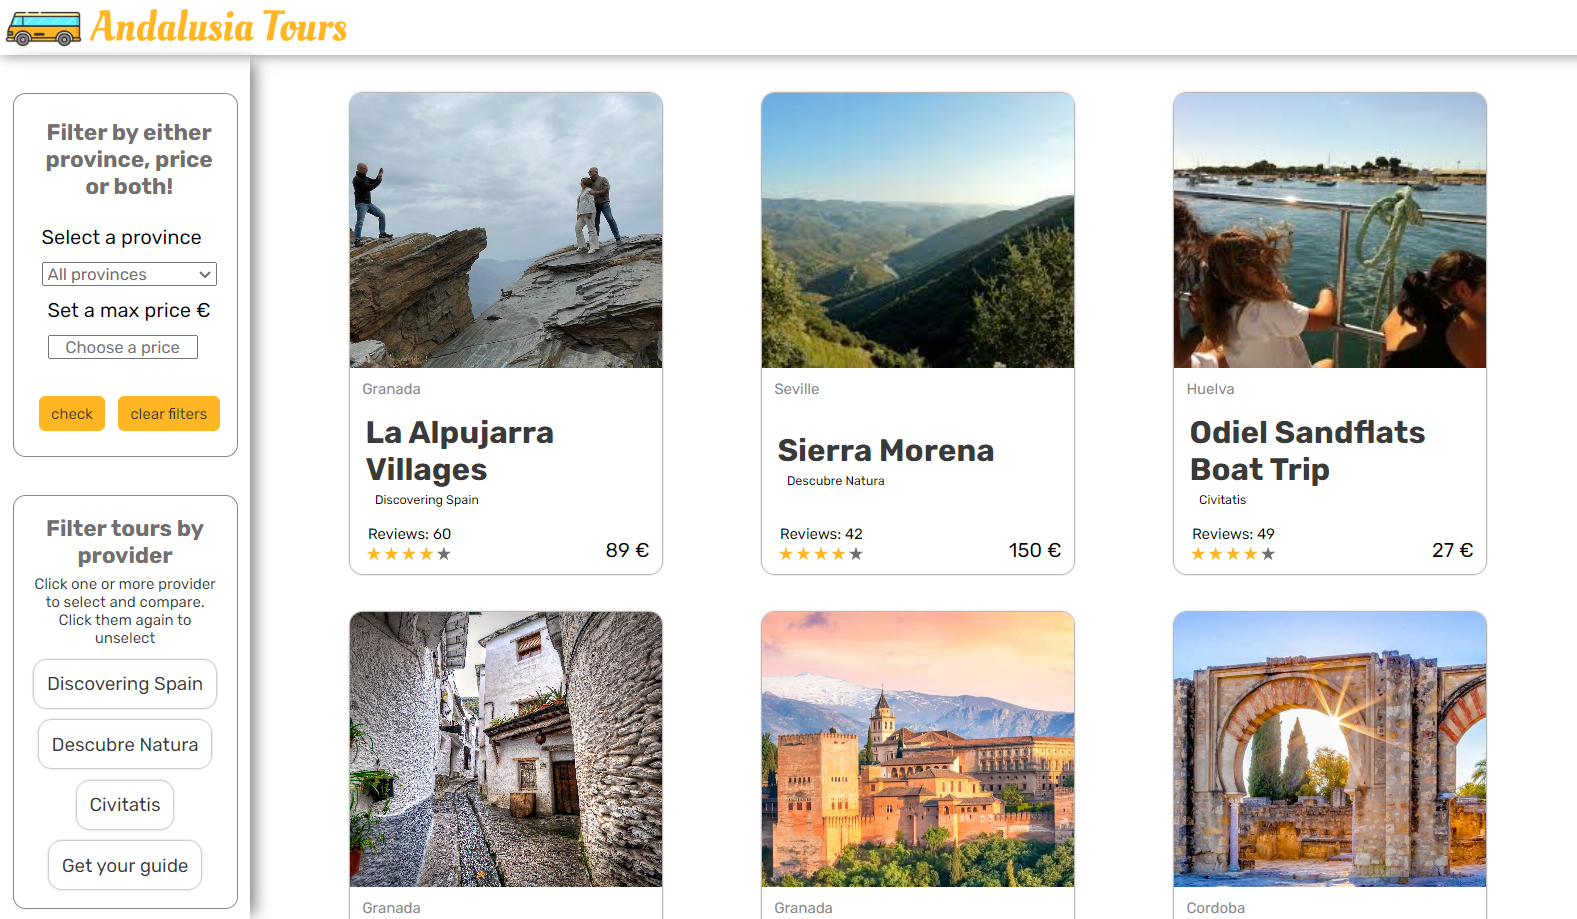 Andalusia Tours
Filter by either
province, price
or both!
Select a province
All provinces
Set a max price €
Choose a price
check
clear filters
Filter tours by
provider
Click one or more provider
to select and compare.
Click them again to
unselect
Discovering Spain
Descubre Natura
Civitatis
Get your guide
Granada
La Alpujarra
Villages
Discovering Spain
Reviews: 60
89 €
Seville
Sierra Morena
Descubre Natura
Reviews: 42
150 €
Huelva
Odiel Sandflats
Boat Trip
Civitatis
Reviews: 49
27 €
Granada
Granada
Cordoba